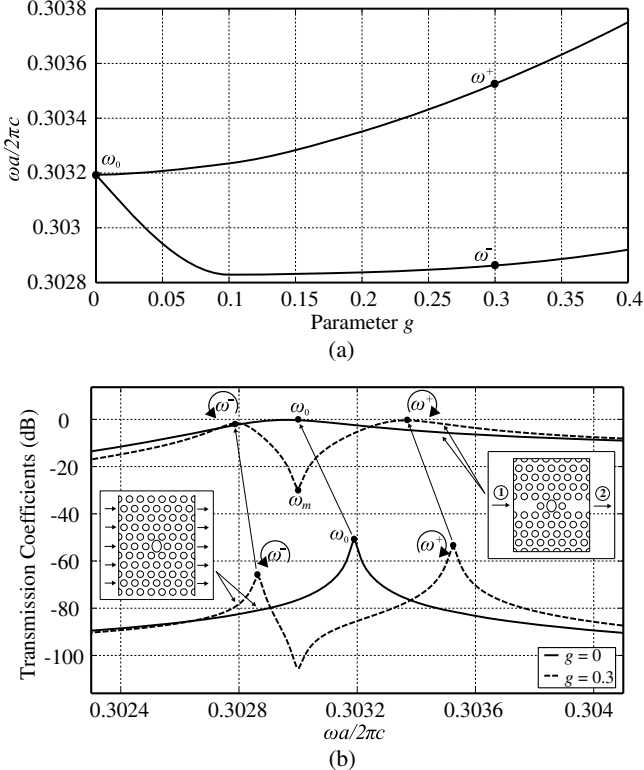 0.3038
0.3036
0.3034
0.3032
0.303
0.3028
ωa/2πc
ω₀
ω⁺
ω⁻
0 0.05 0.1 0.15 0.2 0.25 0.3 0.35 0.4
Parameter g
(a)
Transmission Coefficients (dB)
0
-20
-40
-60
-80
-100
ω⁻
ω₀
ω⁺
ωm
1
2
ω₀
ω⁻
ω⁺
g = 0
g = 0.3
0.3024 0.3028 0.3032 0.3036 0.304
ωa/2πc
(b)